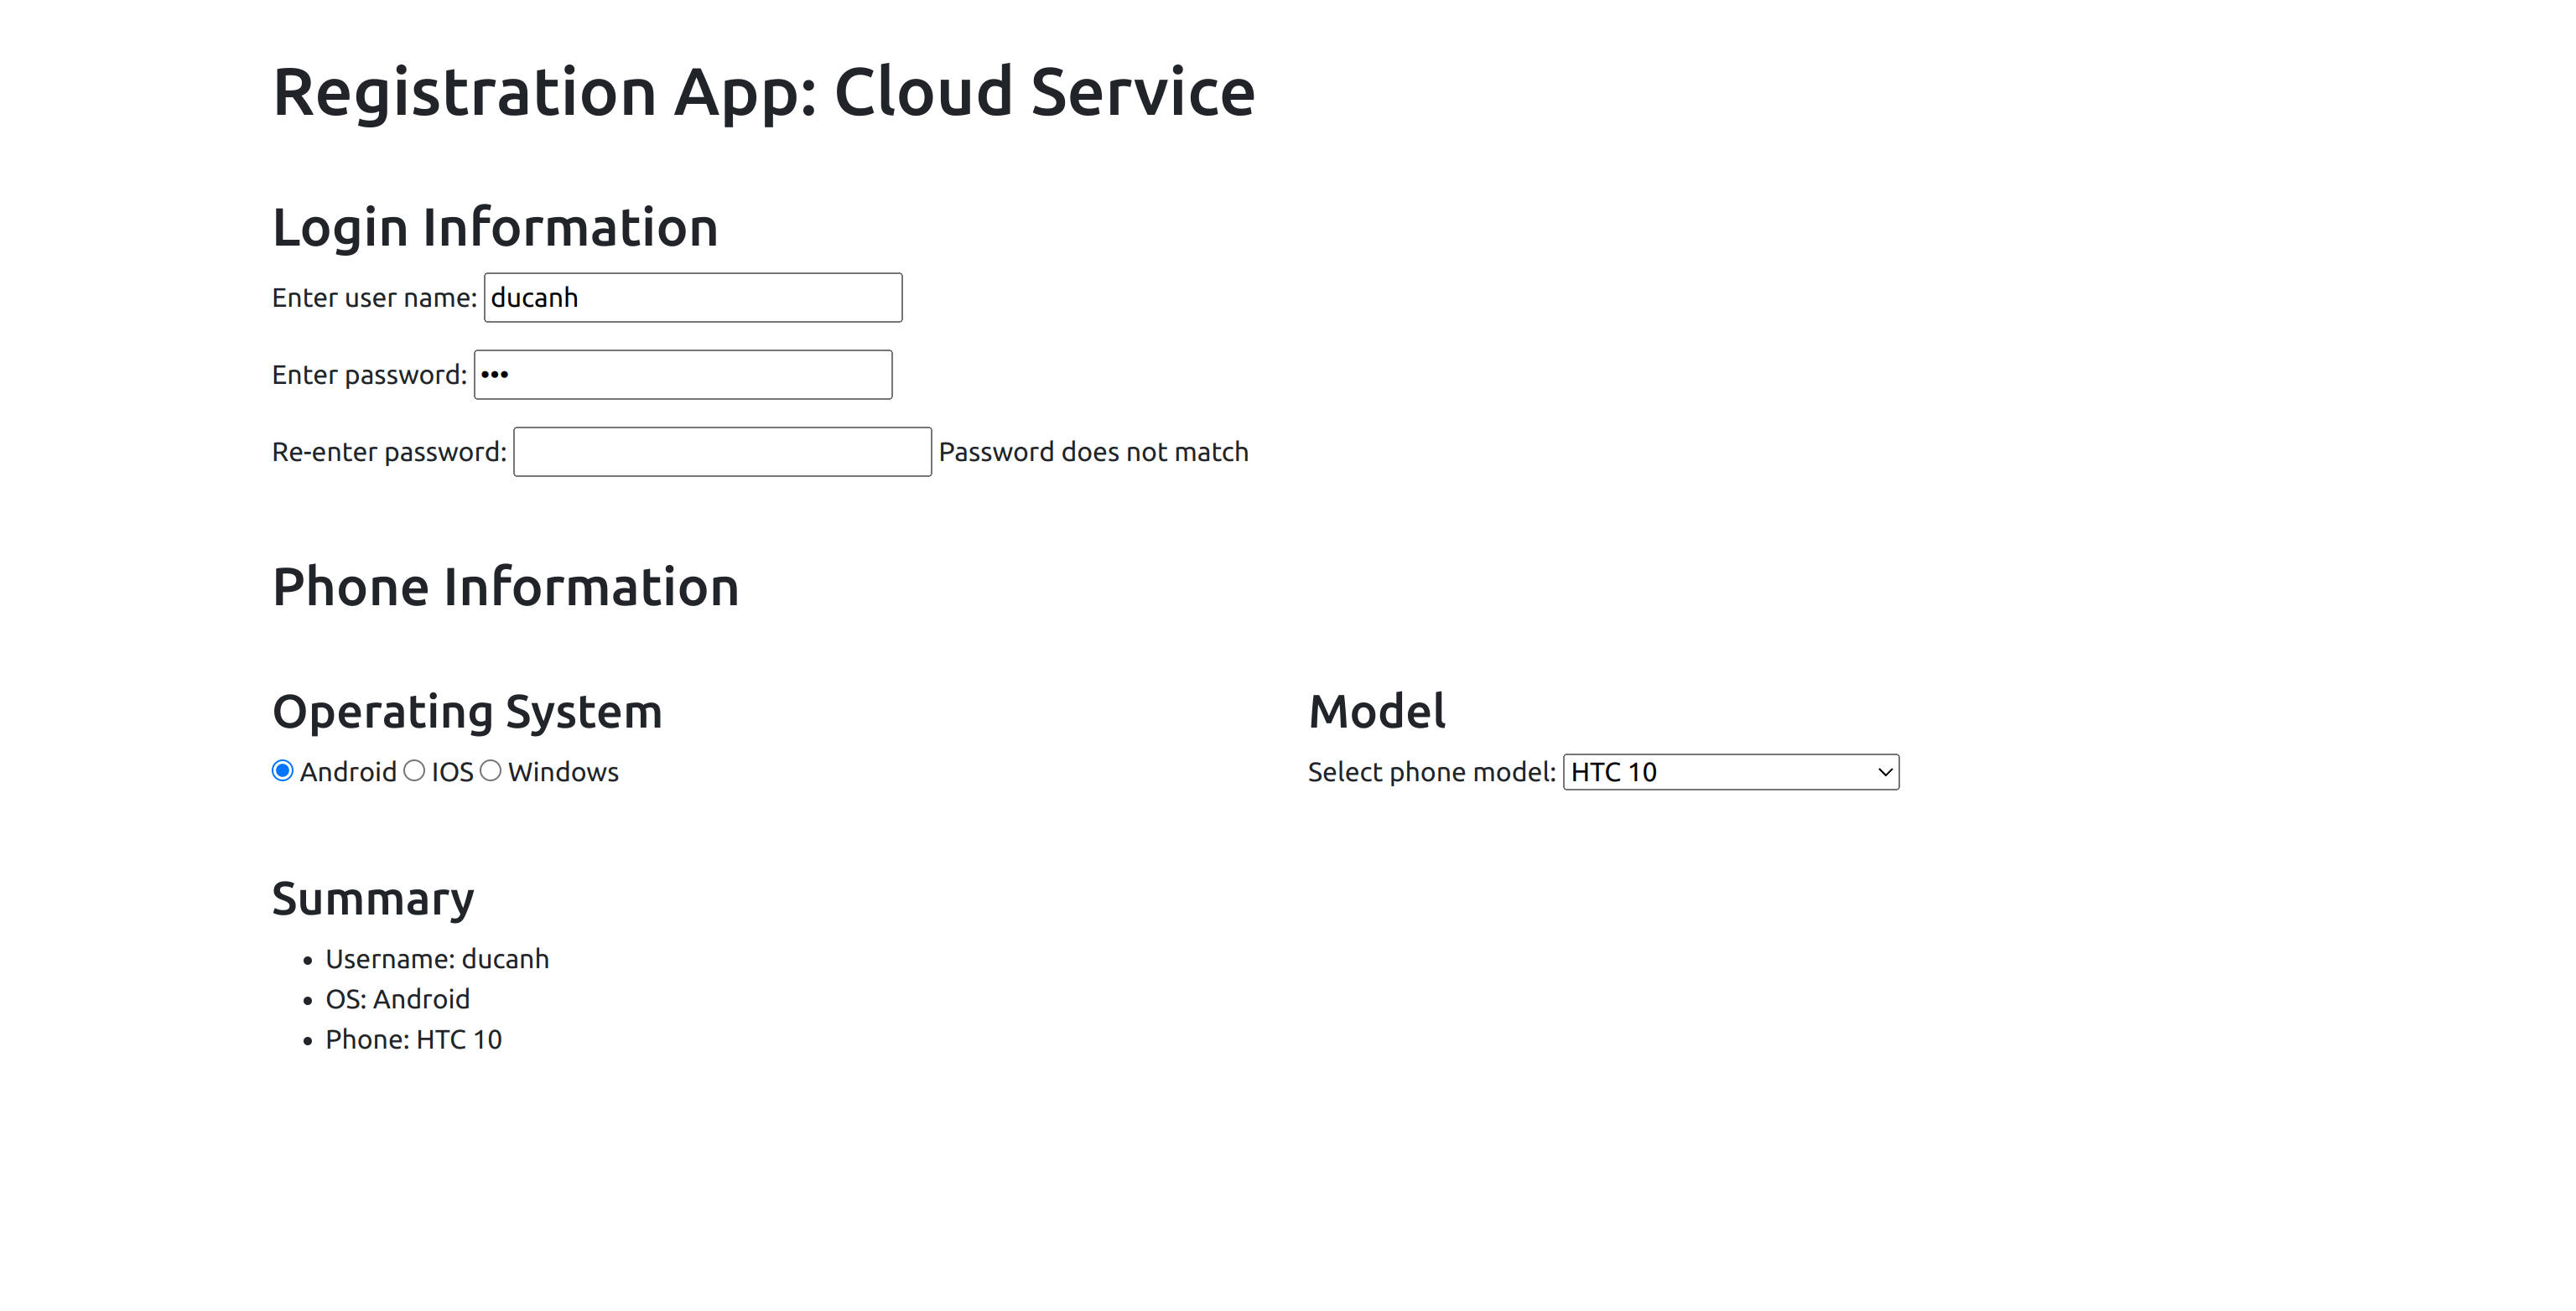 Registration App: Cloud Service
Login Information
Enter user name: ducanh
Enter password: •••
Re-enter password: Password does not match
Phone Information
Operating System
Android IOS Windows
Model
Select phone model: HTC 10
Summary
• Username: ducanh
• OS: Android
• Phone: HTC 10